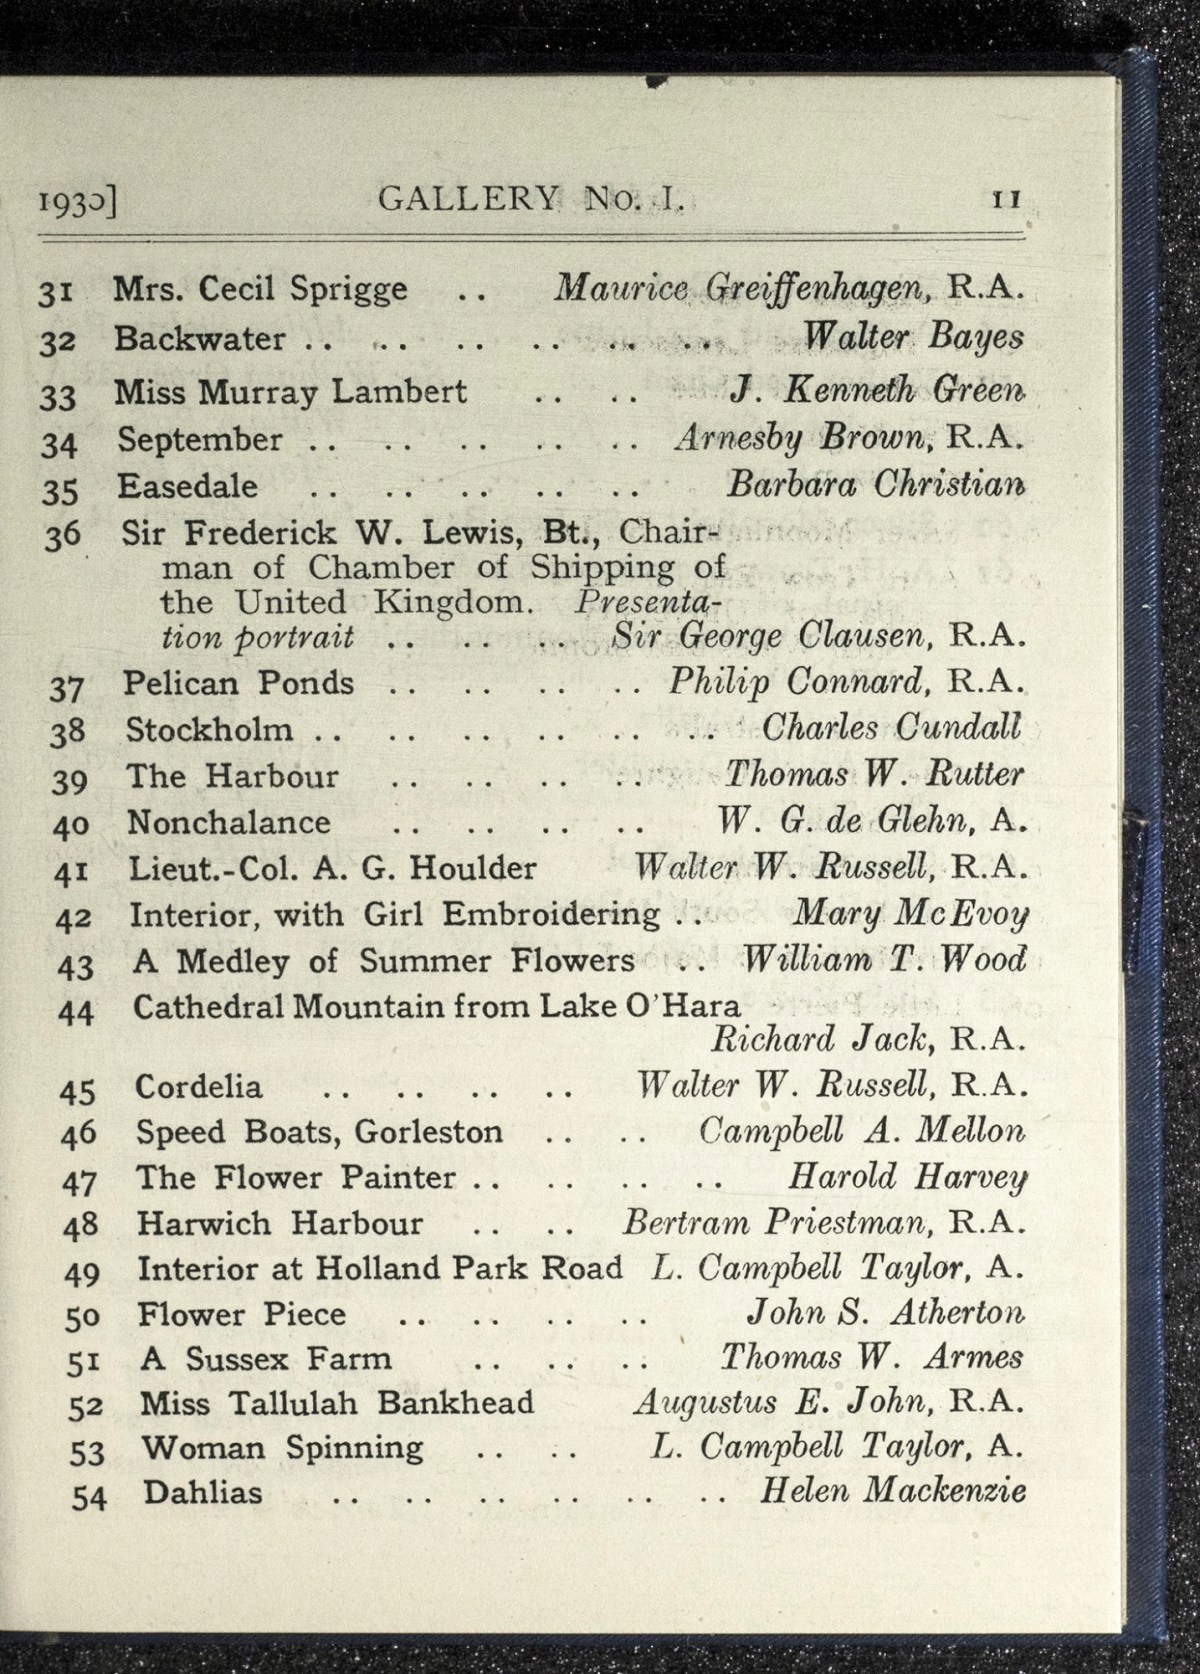 1930] GALLERY No. I. 11
31 Mrs. Cecil Sprigge .. Maurice Greiffenhagen, R.A.
32 Backwater .. .. .. .. .. .. Walter Bayes
33 Miss Murray Lambert .. .. J. Kenneth Green
34 September .. .. .. .. .. Arnesby Brown, R.A.
35 Easedale .. .. .. .. .. Barbara Christian
36 Sir Frederick W. Lewis, Bt., Chair-
man of Chamber of Shipping of
the United Kingdom. Presenta-
tion portrait .. .. .. Sir George Clausen, R.A.
37 Pelican Ponds .. .. .. .. Philip Connard, R.A.
38 Stockholm .. .. .. .. .. .. Charles Cundall
39 The Harbour .. .. .. .. Thomas W. Rutter
40 Nonchalance .. .. .. .. W. G. de Glehn, A.
41 Lieut.-Col. A. G. Houlder Walter W. Russell, R.A.
42 Interior, with Girl Embroidering .. Mary McEvoy
43 A Medley of Summer Flowers .. William T. Wood
44 Cathedral Mountain from Lake O'Hara
Richard Jack, R.A.
45 Cordelia .. .. .. .. Walter W. Russell, R.A.
46 Speed Boats, Gorleston .. .. Campbell A. Mellon
47 The Flower Painter .. .. .. .. Harold Harvey
48 Harwich Harbour .. .. Bertram Priestman, R.A.
49 Interior at Holland Park Road L. Campbell Taylor, A.
50 Flower Piece .. .. .. .. John S. Atherton
51 A Sussex Farm .. .. .. Thomas W. Armes
52 Miss Tallulah Bankhead Augustus E. John, R.A.
53 Woman Spinning .. .. L. Campbell Taylor, A.
54 Dahlias .. .. .. .. .. .. Helen Mackenzie